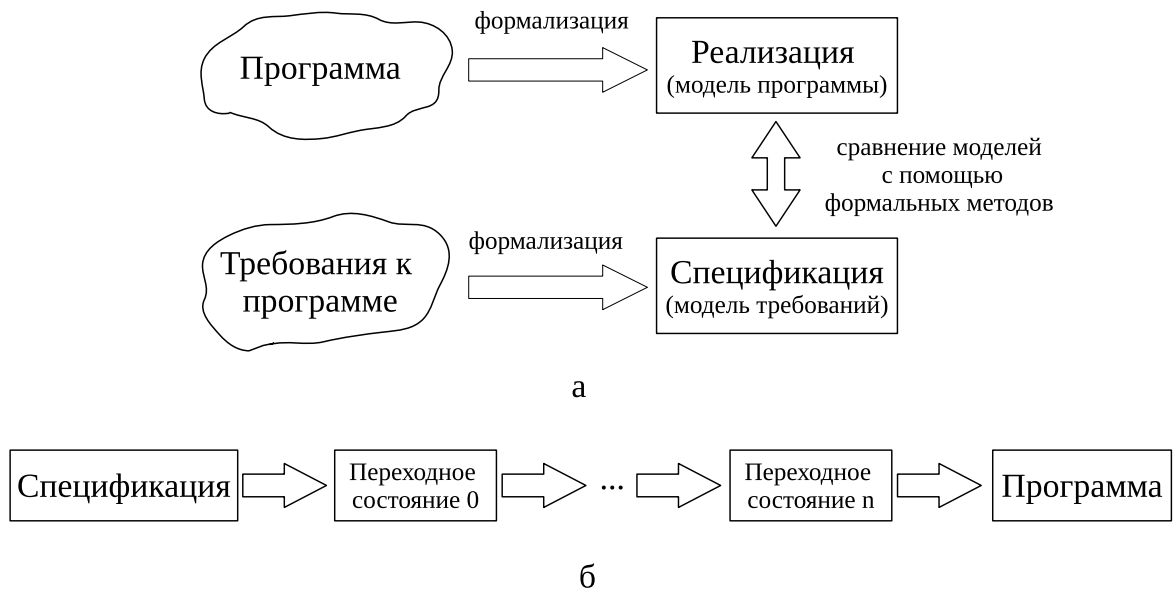 формализация
Программа
Реализация
(модель программы)
сравнение моделей
с помощью
формальных методов
формализация
Требования к
программе
Спецификация
(модель требований)
а
Спецификация
Переходное
состояние 0
...
Переходное
состояние n
Программа
б